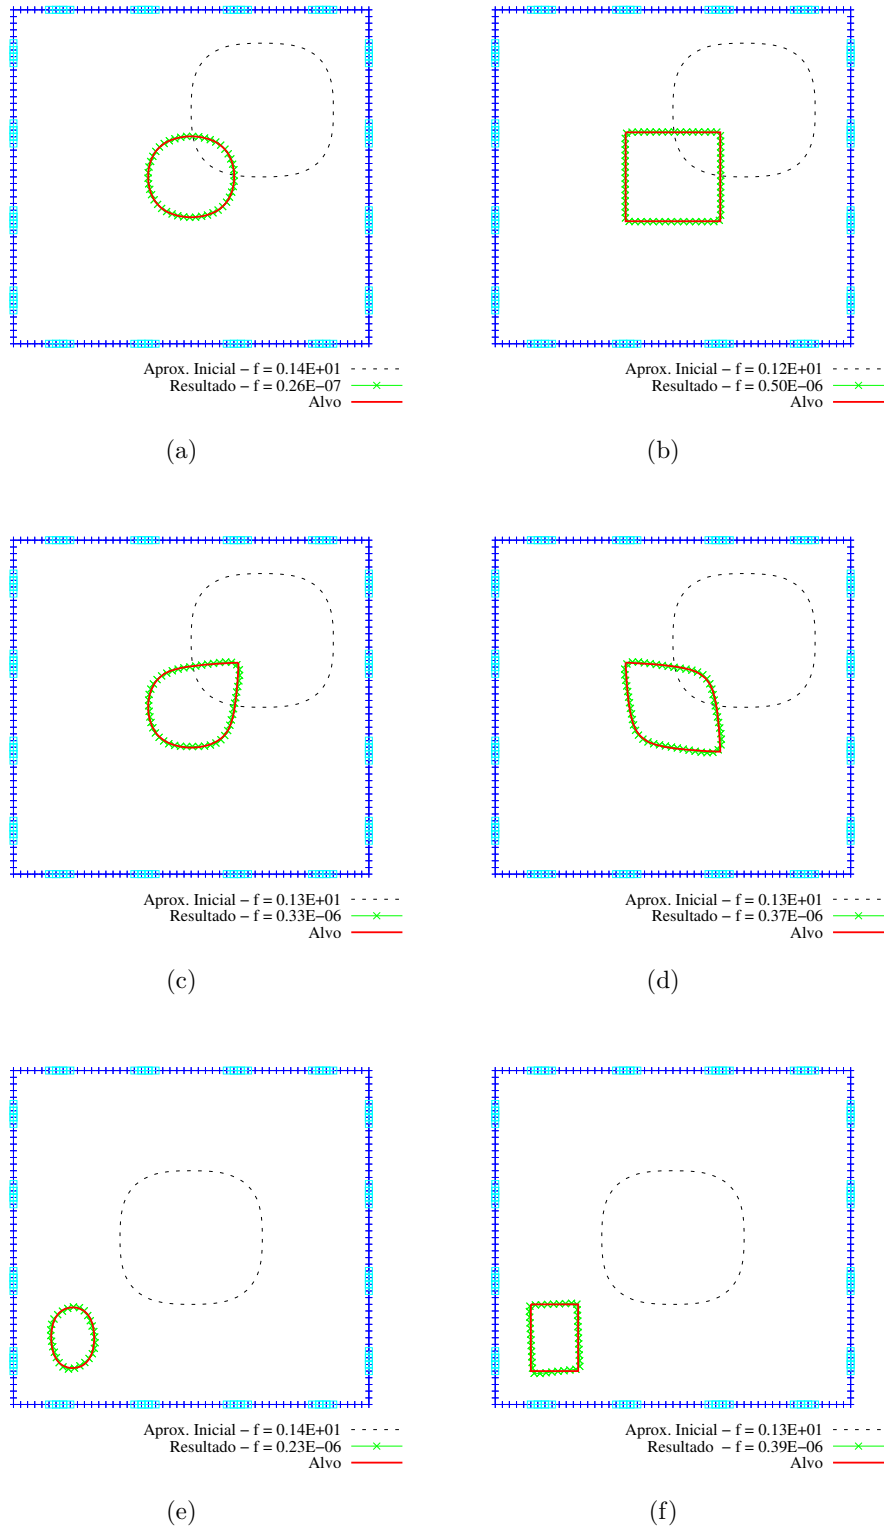 Aprox. Inicial – f = 0.14E+01
Resultado – f = 0.26E–07
Alvo
(a)
Aprox. Inicial – f = 0.12E+01
Resultado – f = 0.50E–06
Alvo
(b)
Aprox. Inicial – f = 0.13E+01
Resultado – f = 0.33E–06
Alvo
(c)
Aprox. Inicial – f = 0.13E+01
Resultado – f = 0.37E–06
Alvo
(d)
Aprox. Inicial – f = 0.14E+01
Resultado – f = 0.23E–06
Alvo
(e)
Aprox. Inicial – f = 0.13E+01
Resultado – f = 0.39E–06
Alvo
(f)